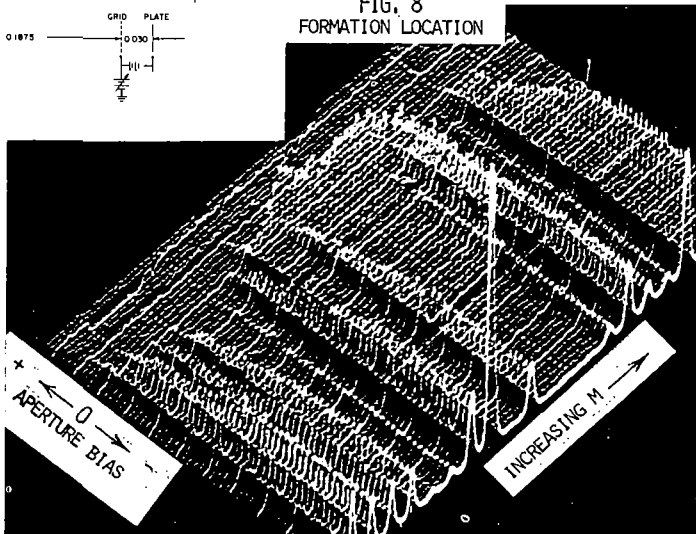 FIG. 8
FORMATION LOCATION
GRID PLATE
0.1875
0.030
+ ← 0 → -
APERTURE BIAS
INCREASING M →